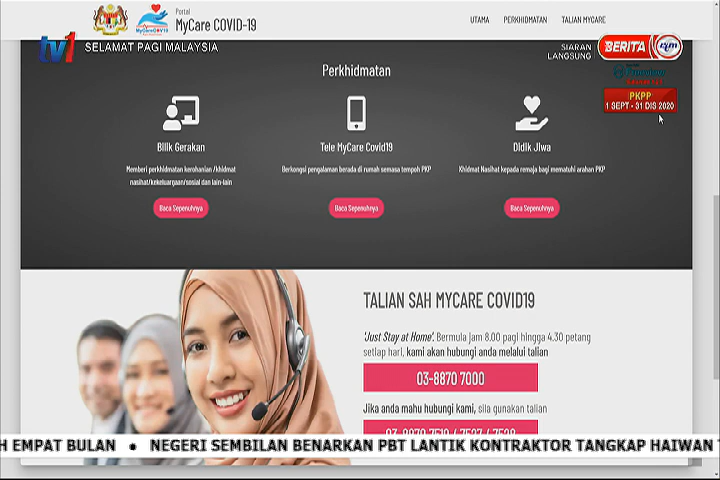 Portal
MyCare COVID-19
UTAMA PERKHIDMATAN TALIAN MYCARE
tv1 SELAMAT PAGI MALAYSIA
SIARAN LANGSUNG
BERITA rtm
PKPP
1 SEPT - 31 DIS 2020
Perkhidmatan
Bilik Gerakan
Tele MyCare Covid19
Didik Jiwa
Memberi perkhidmatan kerohanian /khidmat
nasihat/kekeluargaan/sosial dan lain-lain
Berkongsi pengalaman berada di rumah semasa tempoh PKP
Khidmat Nasihat kepada remaja bagi mematuhi arahan PKP
Baca Sepenuhnya
Baca Sepenuhnya
Baca Sepenuhnya
TALIAN SAH MYCARE COVID19
'Just Stay at Home'. Bermula jam 8.00 pagi hingga 4.30 petang
setiap hari, kami akan hubungi anda melalui talian
03-8870 7000
Jika anda mahu hubungi kami, sila gunakan talian
H EMPAT BULAN • NEGERI SEMBILAN BENARKAN PBT LANTIK KONTRAKTOR TANGKAP HAIWAN